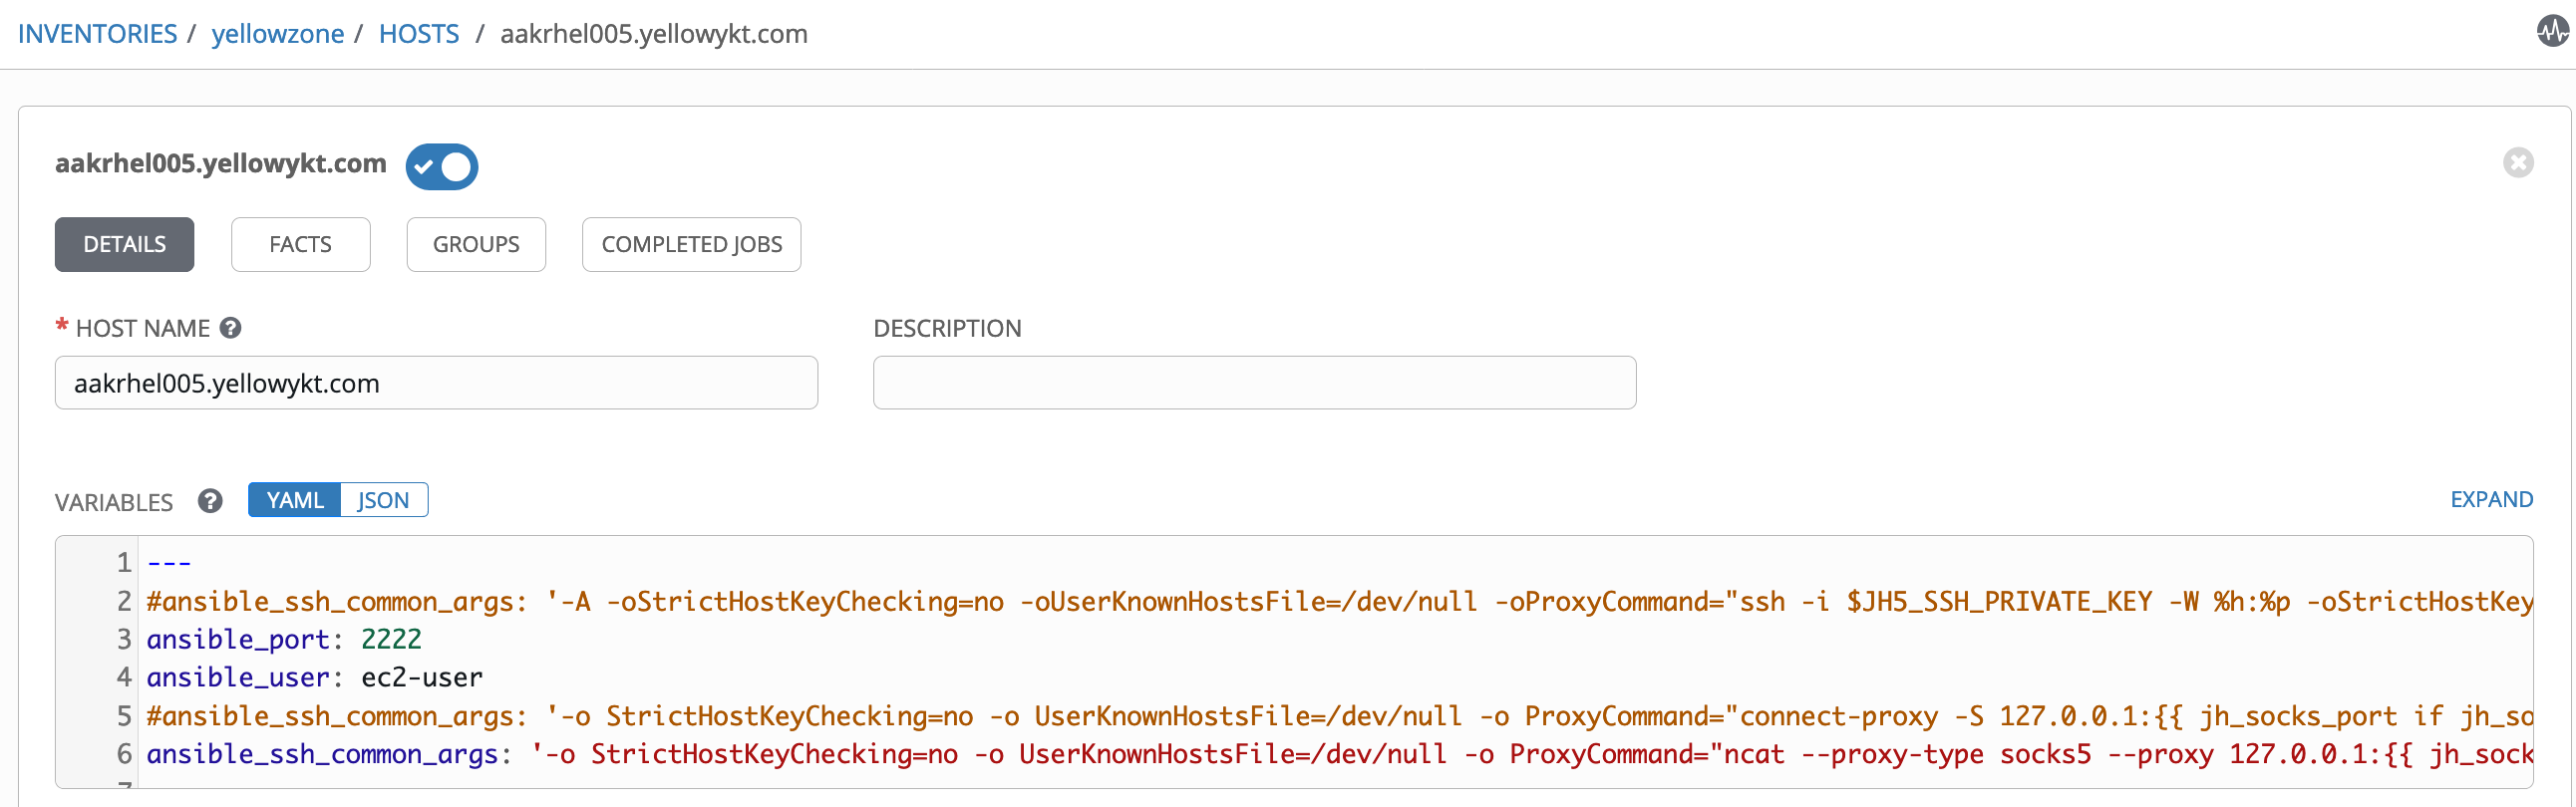 INVENTORIES / yellowzone / HOSTS / aakrhel005.yellowykt.com
aakrhel005.yellowykt.com
DETAILS FACTS GROUPS COMPLETED JOBS
* HOST NAME ? DESCRIPTION
aakrhel005.yellowykt.com
VARIABLES ? YAML JSON EXPAND
1 ---
2 #ansible_ssh_common_args: '-A -oStrictHostKeyChecking=no -oUserKnownHostsFile=/dev/null -oProxyCommand="ssh -i $JH5_SSH_PRIVATE_KEY -W %h:%p -oStrictHostKey
3 ansible_port: 2222
4 ansible_user: ec2-user
5 #ansible_ssh_common_args: '-o StrictHostKeyChecking=no -o UserKnownHostsFile=/dev/null -o ProxyCommand="connect-proxy -S 127.0.0.1:{{ jh_socks_port if jh_so
6 ansible_ssh_common_args: '-o StrictHostKeyChecking=no -o UserKnownHostsFile=/dev/null -o ProxyCommand="ncat --proxy-type socks5 --proxy 127.0.0.1:{{ jh_sock